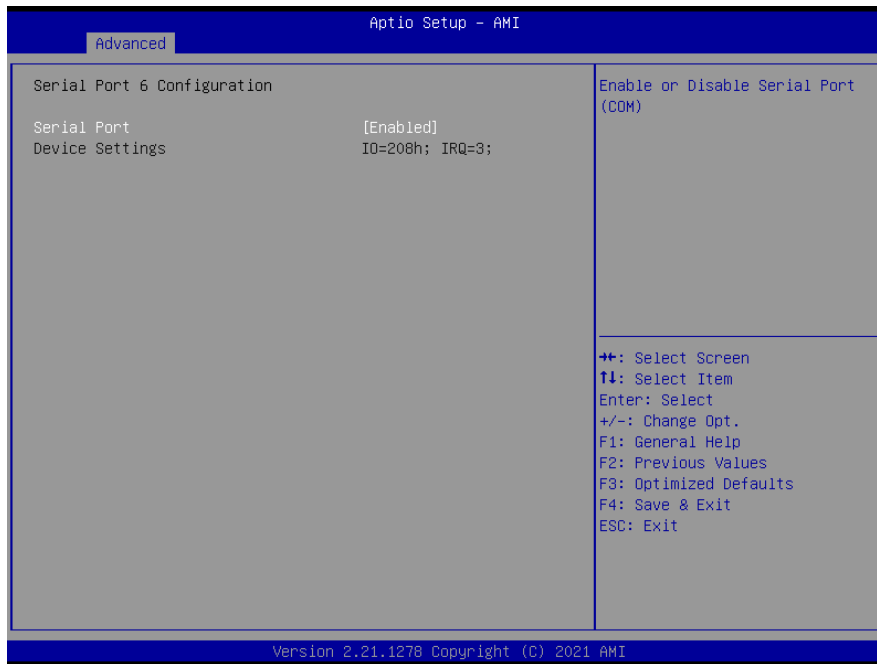 Aptio Setup – AMI
Advanced
Serial Port 6 Configuration
Serial Port [Enabled]
Device Settings IO=208h; IRQ=3;
Enable or Disable Serial Port
(COM)
→←: Select Screen
↑↓: Select Item
Enter: Select
+/-: Change Opt.
F1: General Help
F2: Previous Values
F3: Optimized Defaults
F4: Save & Exit
ESC: Exit
Version 2.21.1278 Copyright (C) 2021 AMI